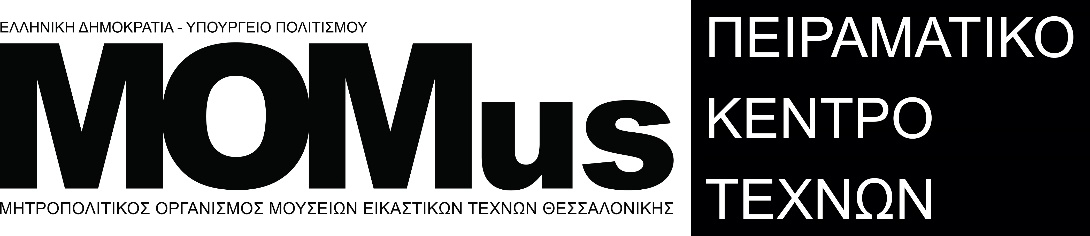 ΕΛΛΗΝΙΚΗ ΔΗΜΟΚΡΑΤΙΑ - ΥΠΟΥΡΓΕΙΟ ΠΟΛΙΤΙΣΜΟΥ
MOMus
ΜΗΤΡΟΠΟΛΙΤΙΚΟΣ ΟΡΓΑΝΙΣΜΟΣ ΜΟΥΣΕΙΩΝ ΕΙΚΑΣΤΙΚΩΝ ΤΕΧΝΩΝ ΘΕΣΣΑΛΟΝΙΚΗΣ
ΠΕΙΡΑΜΑΤΙΚΟ
ΚΕΝΤΡΟ
ΤΕΧΝΩΝ